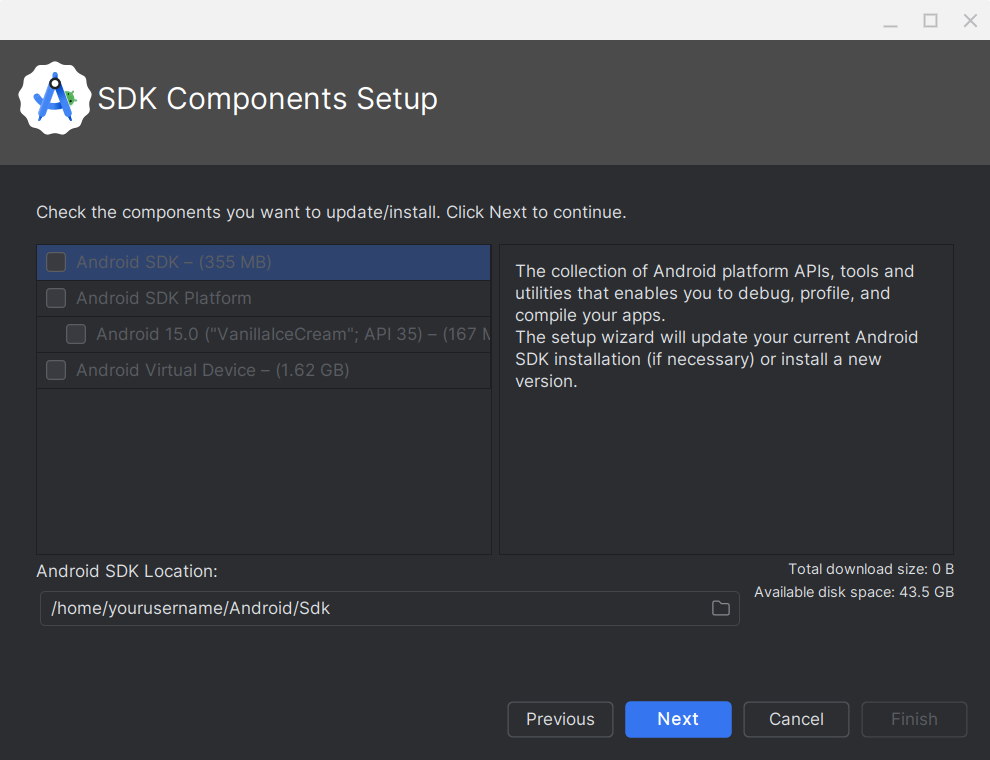 SDK Components Setup
Check the components you want to update/install. Click Next to continue.
Android SDK – (355 MB)
Android SDK Platform
Android 15.0 ("VanillaIceCream"; API 35) – (167 M
Android Virtual Device – (1.62 GB)
The collection of Android platform APIs, tools and
utilities that enables you to debug, profile, and
compile your apps.
The setup wizard will update your current Android
SDK installation (if necessary) or install a new
version.
Android SDK Location:
Total download size: 0 B
Available disk space: 43.5 GB
/home/yourusername/Android/Sdk
Previous
Next
Cancel
Finish